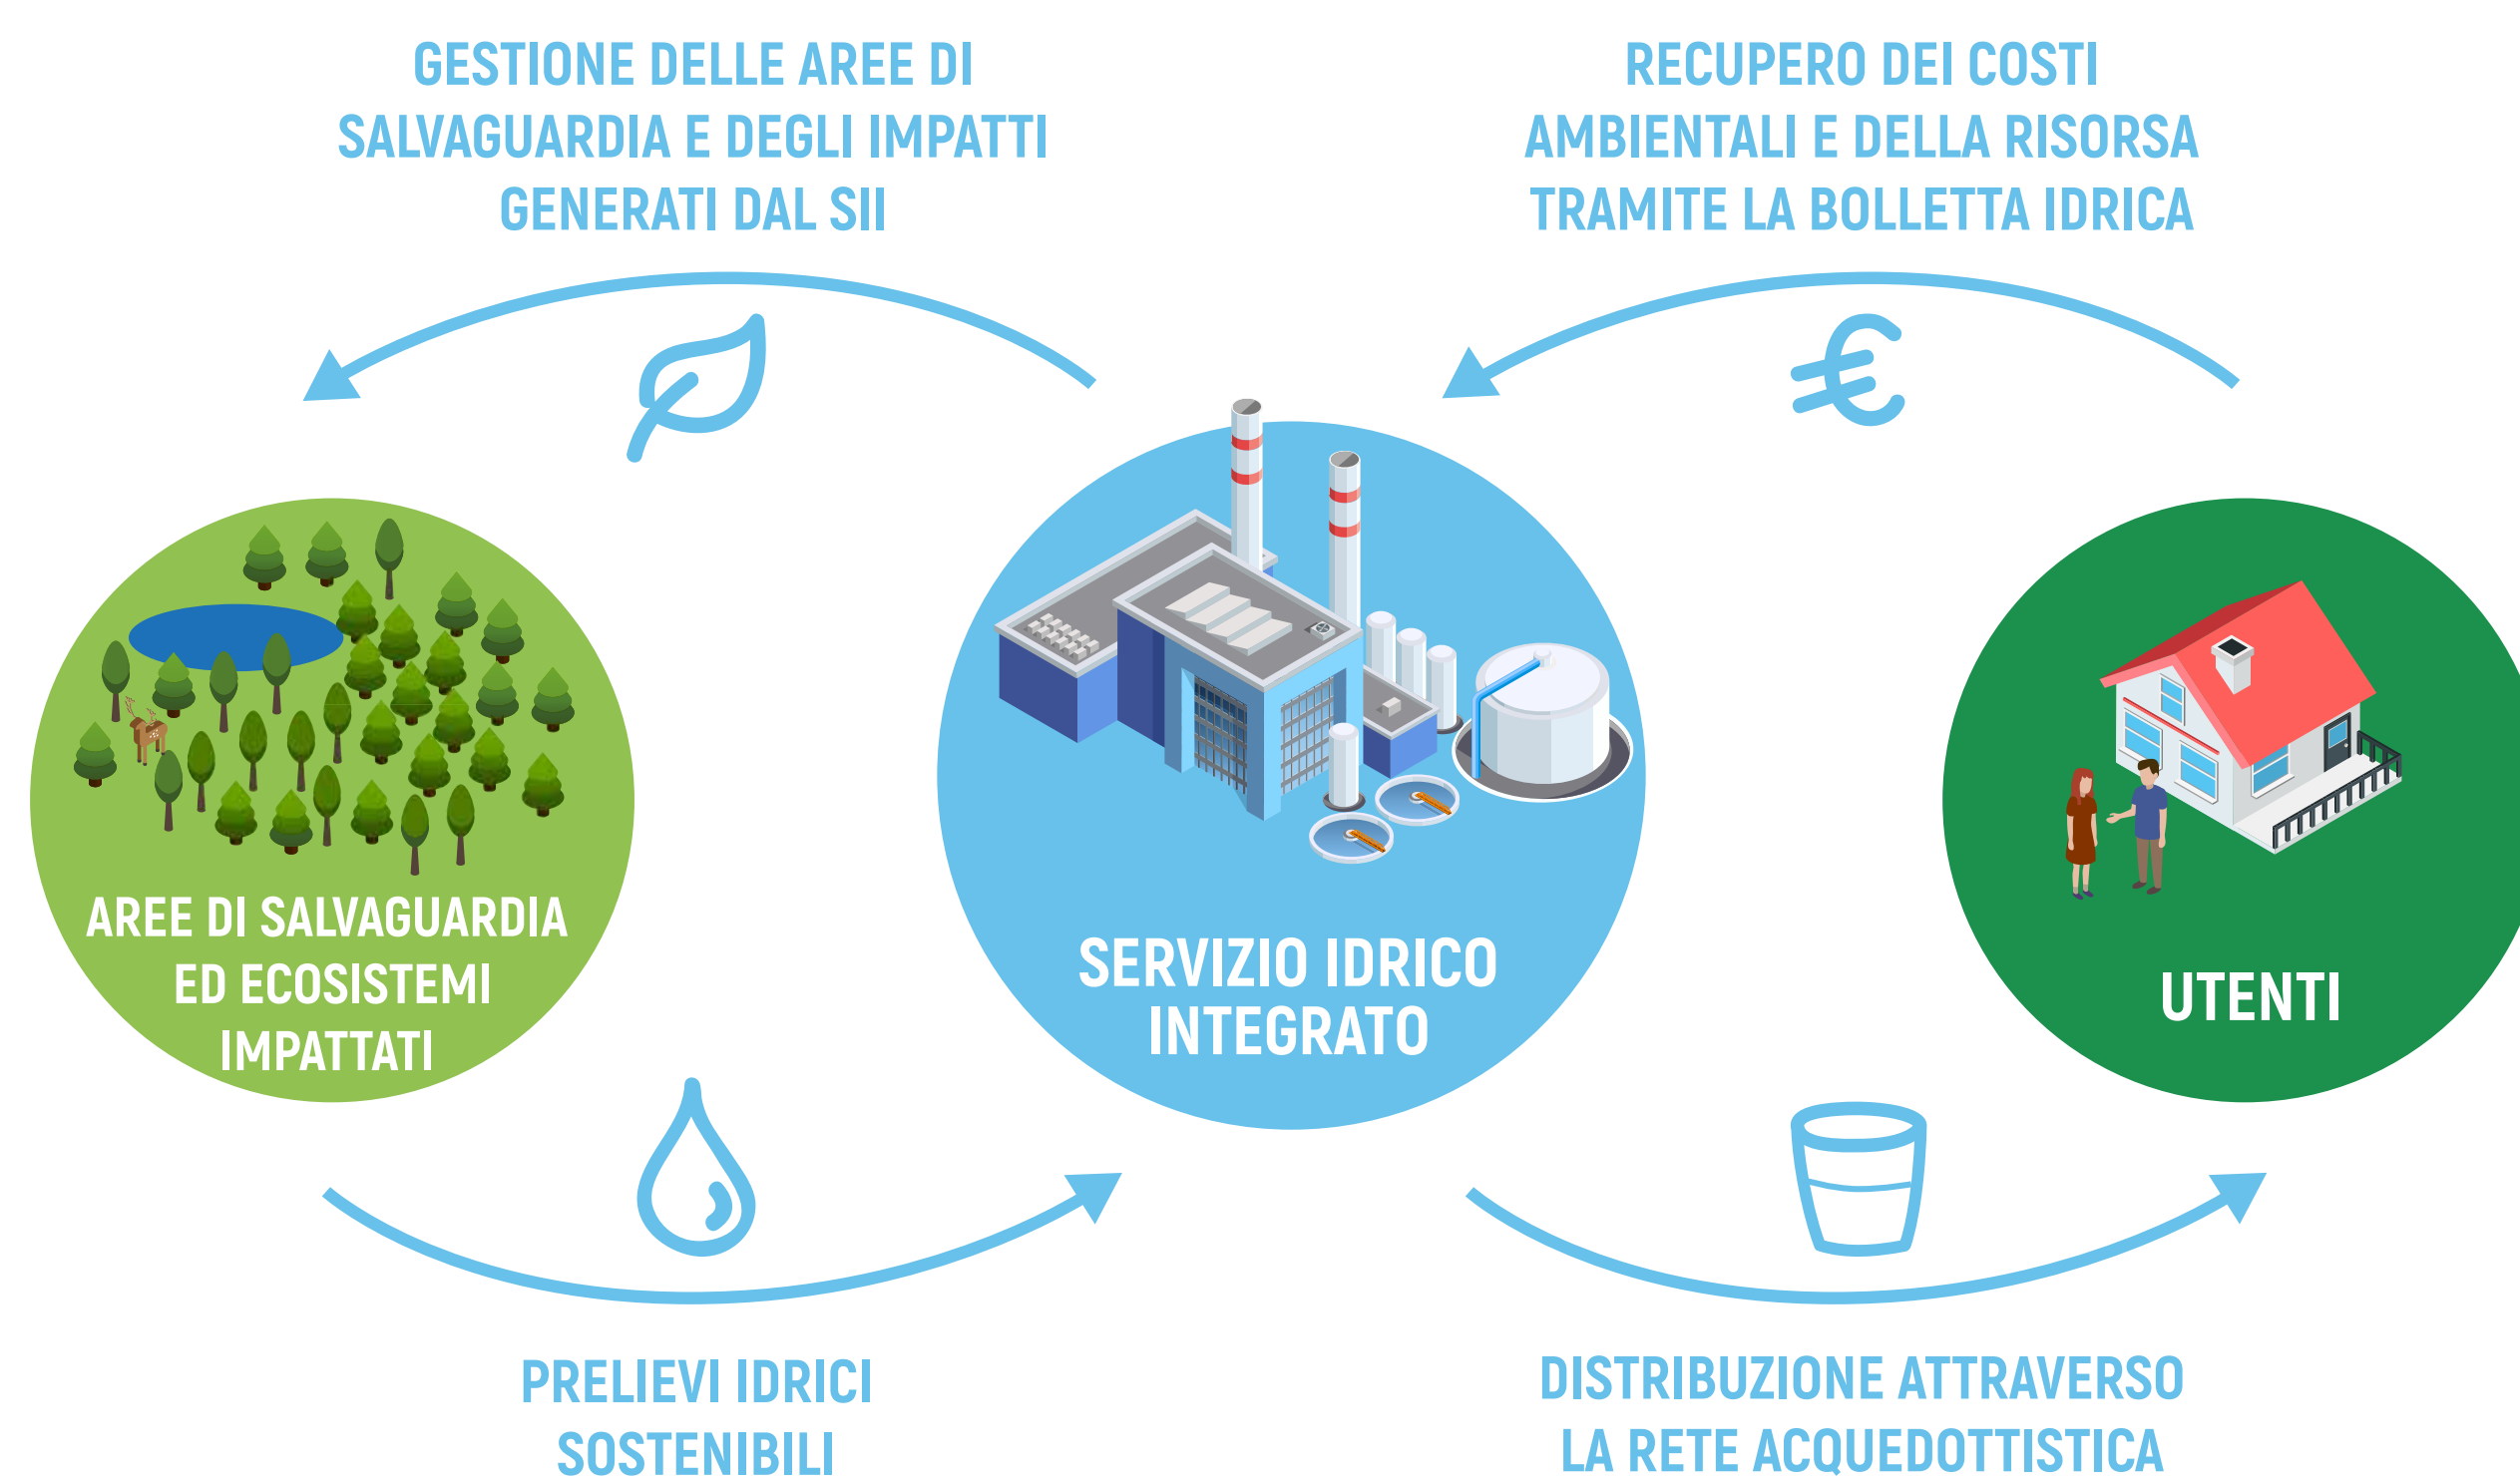 GESTIONE DELLE AREE DI
SALVAGUARDIA E DEGLI IMPATTI
GENERATI DAL SII
RECUPERO DEI COSTI
AMBIENTALI E DELLA RISORSA
TRAMITE LA BOLLETTA IDRICA
AREE DI SALVAGUARDIA
ED ECOSISTEMI
IMPATTATI
SERVIZIO IDRICO
INTEGRATO
UTENTI
PRELIEVI IDRICI
SOSTENIBILI
DISTRIBUZIONE ATTRAVERSO
LA RETE ACQUEDOTTISTICA